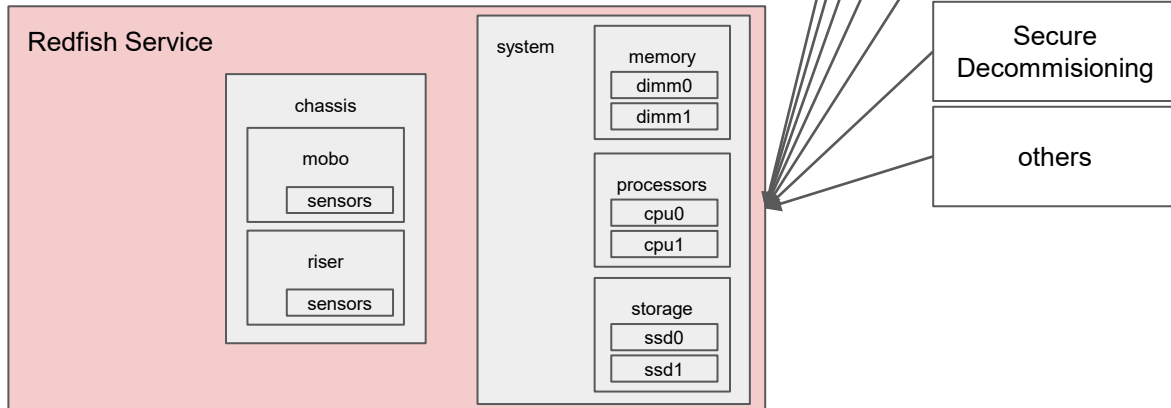 Redfish Service
chassis
mobo
sensors
riser
sensors
system
memory
dimm0
dimm1
processors
cpu0
cpu1
storage
ssd0
ssd1
Secure
Decommisioning
others